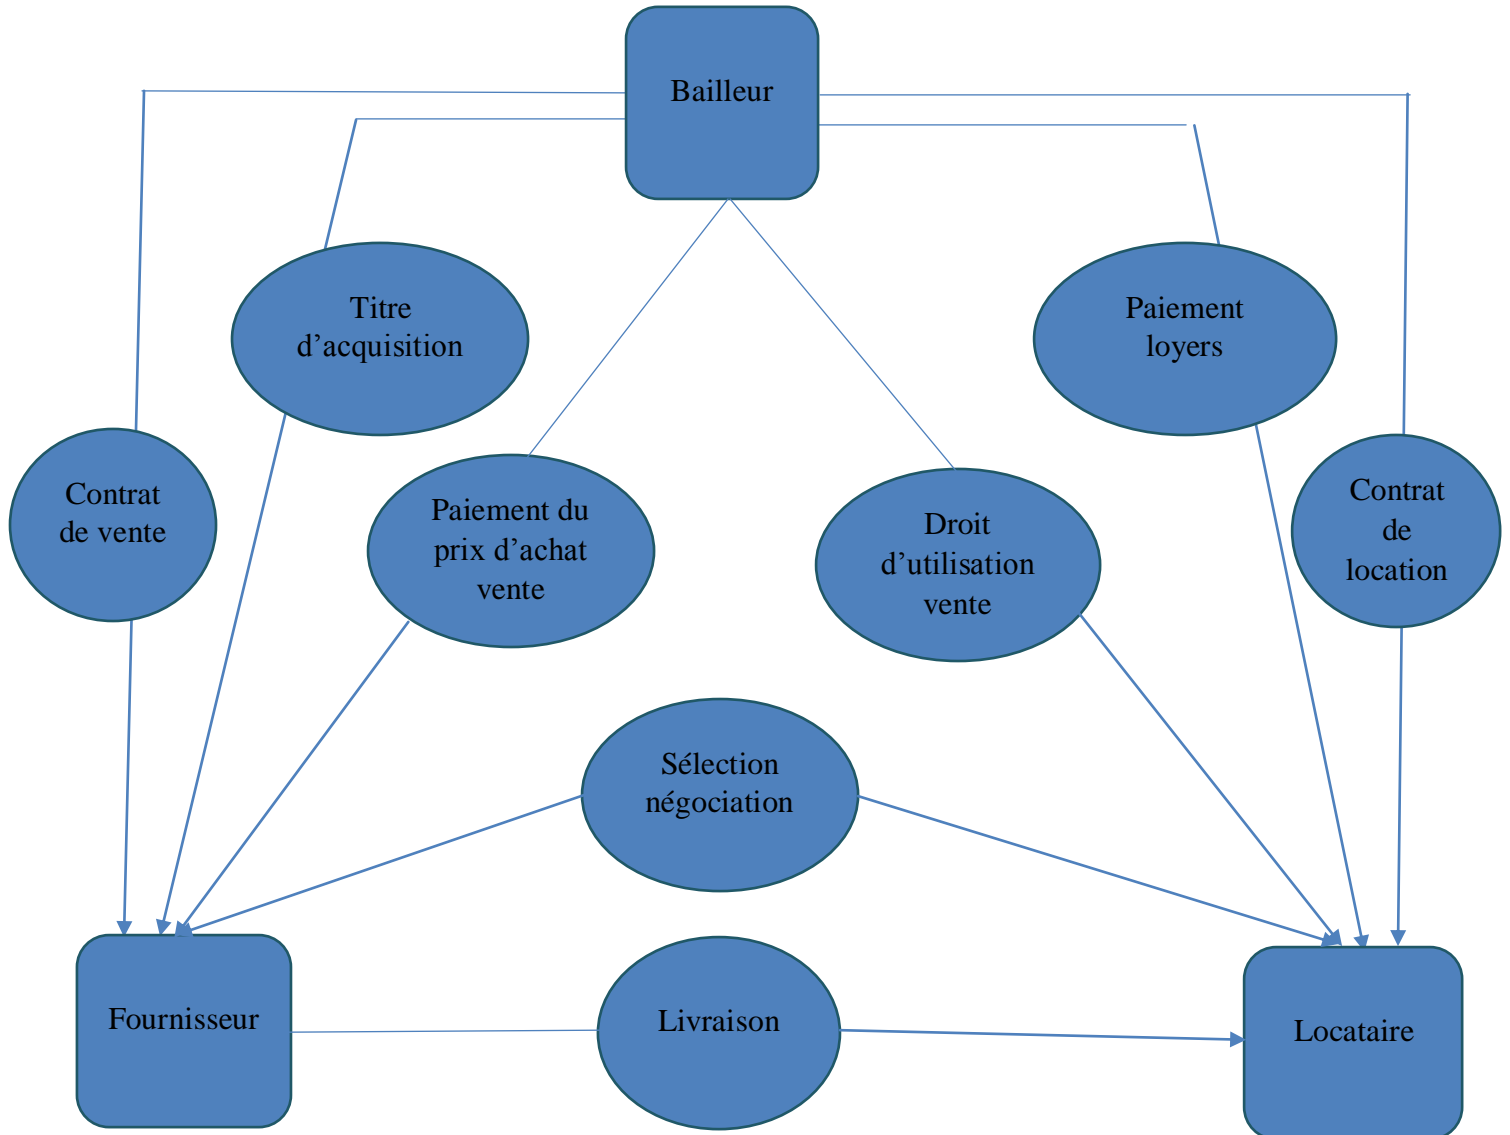 Bailleur
Titre
d’acquisition
Paiement
loyers
Contrat
de vente
Paiement du
prix d’achat
vente
Droit
d’utilisation
vente
Contrat
de
location
Sélection
négociation
Fournisseur
Livraison
Locataire